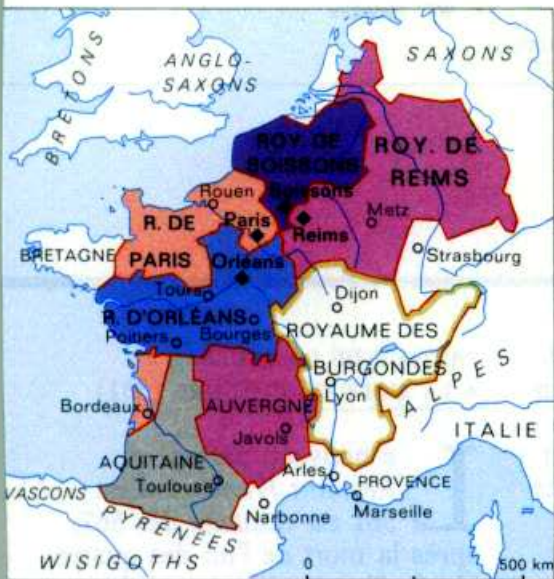 SAXONS
ANGLO-
SAXONS
BRETONS
ROY. DE
SOISSONS
ROY. DE
REIMS
Rouen
Soissons
R. DE
PARIS
Paris
Reims
Metz
BRETAGNE
Orléans
Strasbourg
Tours
R. D'ORLÉANS
Dijon
Poitiers
Bourges
ROYAUME DES
BURGONDES
ALPES
Lyon
Bordeaux
AUVERGNE
Javols
ITALIE
AQUITAINE
Toulouse
Arles
PROVENCE
Marseille
VASCONS
PYRÉNÉES
Narbonne
WISIGOTHS
0 500 km